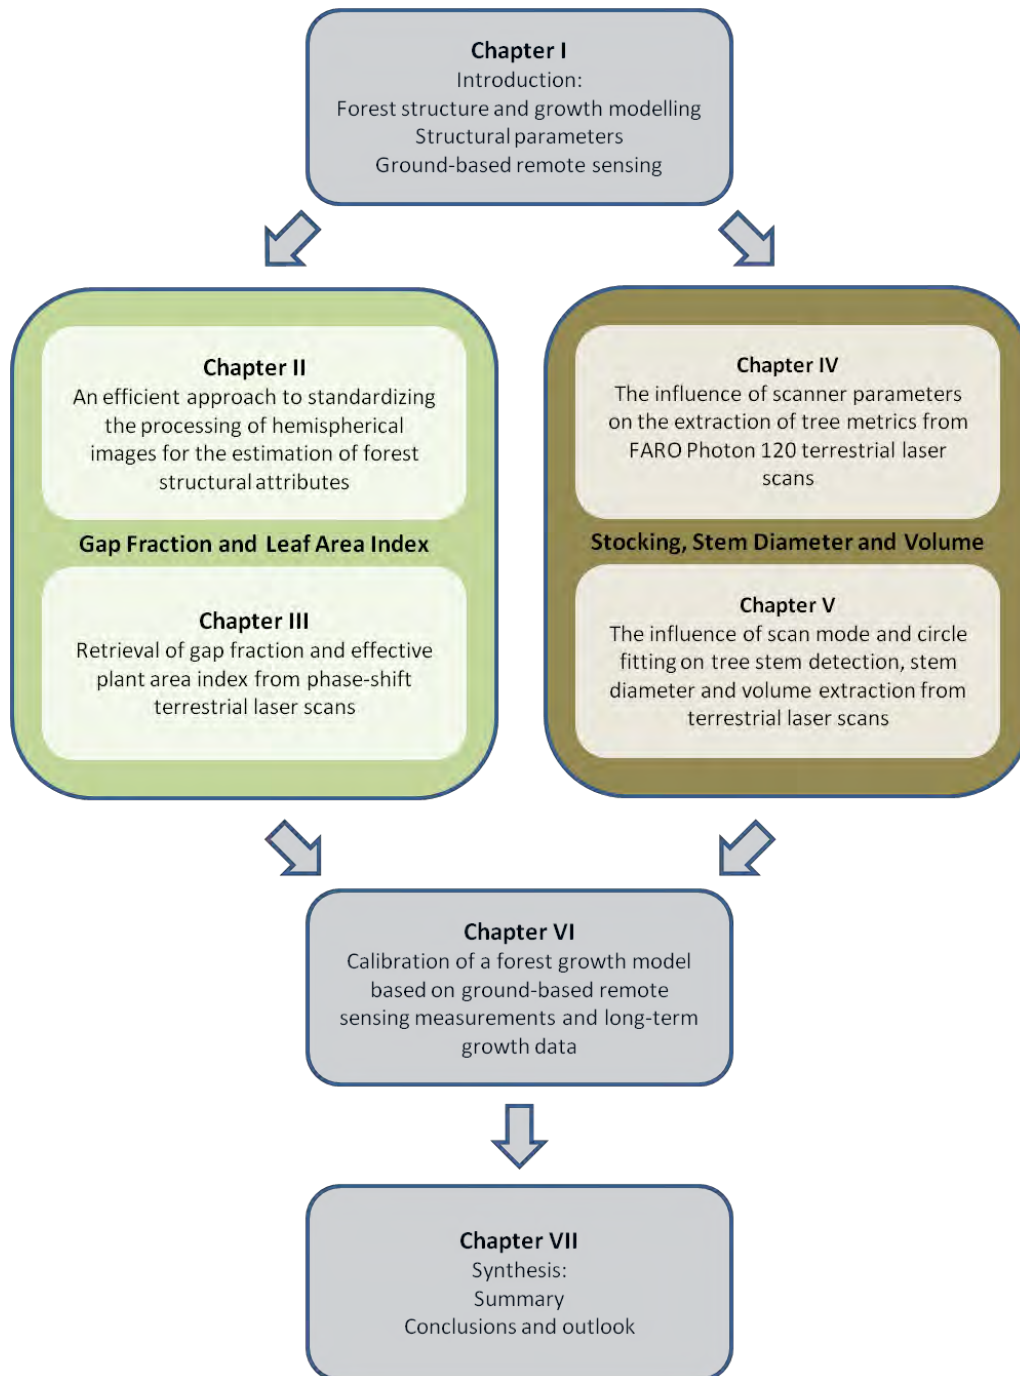 Chapter I
Introduction:
Forest structure and growth modelling
Structural parameters
Ground-based remote sensing
Chapter II
An efficient approach to standardizing
the processing of hemispherical
images for the estimation of forest
structural attributes
Gap Fraction and Leaf Area Index
Chapter III
Retrieval of gap fraction and effective
plant area index from phase-shift
terrestrial laser scans
Chapter IV
The influence of scanner parameters
on the extraction of tree metrics from
FARO Photon 120 terrestrial laser
scans
Stocking, Stem Diameter and Volume
Chapter V
The influence of scan mode and circle
fitting on tree stem detection, stem
diameter and volume extraction from
terrestrial laser scans
Chapter VI
Calibration of a forest growth model
based on ground-based remote
sensing measurements and long-term
growth data
Chapter VII
Synthesis:
Summary
Conclusions and outlook